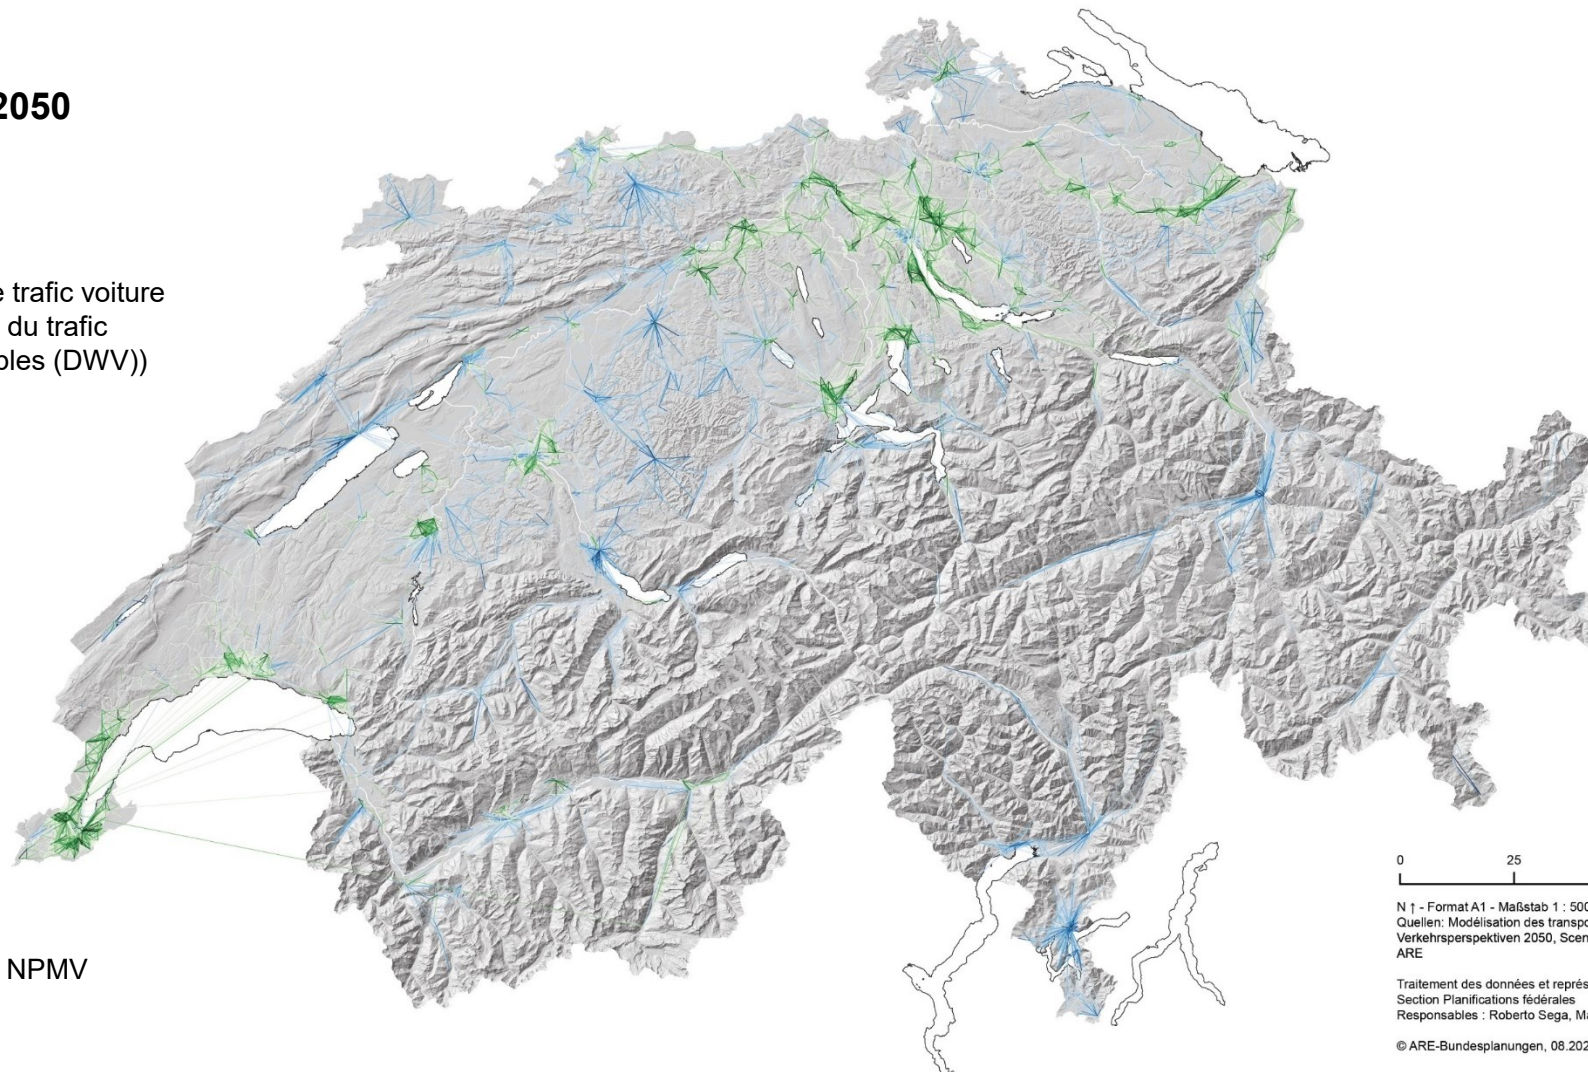 2050
e trafic voiture
du trafic
bles (DWV))
NPMV
0 25
N ↑ - Format A1 - Maßstab 1 : 500
Quellen: Modélisation des transpo
Verkehrsperspektiven 2050, Scen
ARE
Traitement des données et représ
Section Planifications fédérales
Responsables : Roberto Sega, Ma
© ARE-Bundesplanungen, 08.202